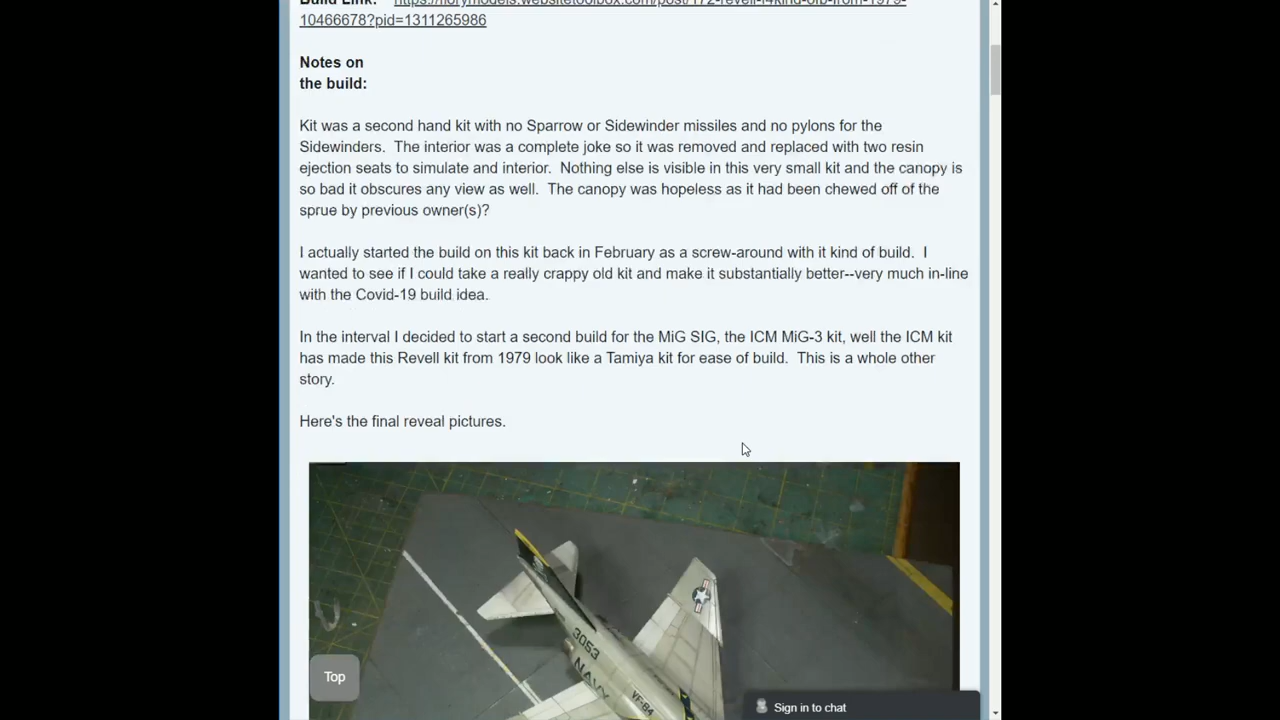 Build Link: https://florymodels.websitetoolbox.com/post/172-revell-f4kind-ofb-from-1979-
10466678?pid=1311265986
Notes on
the build:
Kit was a second hand kit with no Sparrow or Sidewinder missiles and no pylons for the
Sidewinders. The interior was a complete joke so it was removed and replaced with two resin
ejection seats to simulate and interior. Nothing else is visible in this very small kit and the canopy is
so bad it obscures any view as well. The canopy was hopeless as it had been chewed off of the
sprue by previous owner(s)?
I actually started the build on this kit back in February as a screw-around with it kind of build. I
wanted to see if I could take a really crappy old kit and make it substantially better--very much in-line
with the Covid-19 build idea.
In the interval I decided to start a second build for the MiG SIG, the ICM MiG-3 kit, well the ICM kit
has made this Revell kit from 1979 look like a Tamiya kit for ease of build. This is a whole other
story.
Here's the final reveal pictures.
3053
NAVY
VF-84
Top
Sign in to chat